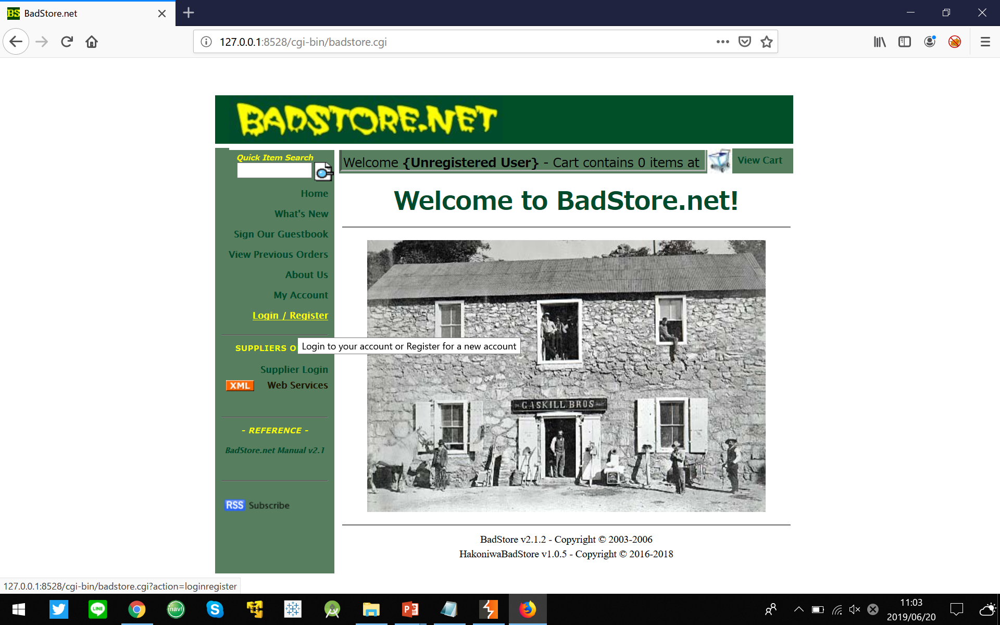 BS BadStore.net
127.0.0.1:8528/cgi-bin/badstore.cgi
BADSTORE.NET
Quick Item Search
Welcome {Unregistered User} - Cart contains 0 items at
View Cart
Home
What's New
Sign Our Guestbook
View Previous Orders
About Us
My Account
Login / Register
SUPPLIERS O
Login to your account or Register for a new account
Supplier Login
XML Web Services
- REFERENCE -
BadStore.net Manual v2.1
RSS Subscribe
Welcome to BadStore.net!
GASKILL BROS
BadStore v2.1.2 - Copyright © 2003-2006
HakoniwaBadStore v1.0.5 - Copyright © 2016-2018
127.0.0.1:8528/cgi-bin/badstore.cgi?action=loginregister
LINE
nav!
11:03
2019/06/20